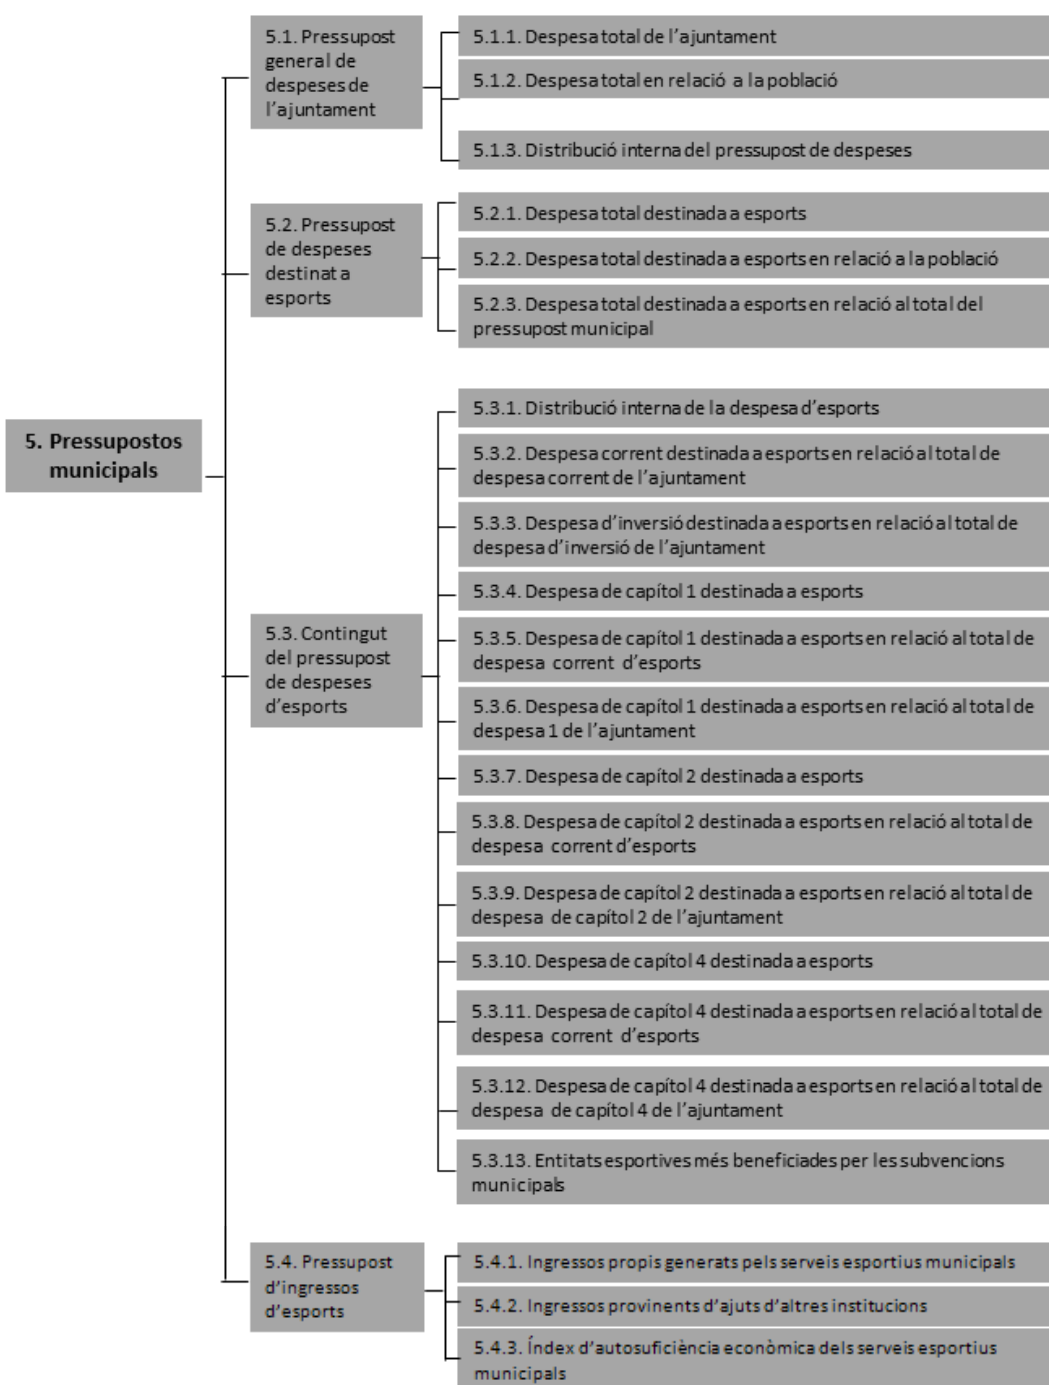 5. Pressupostos
municipals
5.1. Pressupost
general de
despeses de
l’ajuntament
5.1.1. Despesa total de l’ajuntament
5.1.2. Despesa total en relació a la població
5.1.3. Distribució interna del pressupost de despeses
5.2. Pressupost
de despeses
destinat a
esports
5.2.1. Despesa total destinada a esports
5.2.2. Despesa total destinada a esports en relació a la població
5.2.3. Despesa total destinada a esports en relació al total del
pressupost municipal
5.3. Contingut
del pressupost
de despeses
d’esports
5.3.1. Distribució interna de la despesa d’esports
5.3.2. Despesa corrent destinada a esports en relació al total de
despesa corrent de l’ajuntament
5.3.3. Despesa d’inversió destinada a esports en relació al total de
despesa d’inversió de l’ajuntament
5.3.4. Despesa de capítol 1 destinada a esports
5.3.5. Despesa de capítol 1 destinada a esports en relació al total de
despesa corrent d’esports
5.3.6. Despesa de capítol 1 destinada a esports en relació al total de
despesa 1 de l’ajuntament
5.3.7. Despesa de capítol 2 destinada a esports
5.3.8. Despesa de capítol 2 destinada a esports en relació al total de
despesa corrent d’esports
5.3.9. Despesa de capítol 2 destinada a esports en relació al total de
despesa de capítol 2 de l’ajuntament
5.3.10. Despesa de capítol 4 destinada a esports
5.3.11. Despesa de capítol 4 destinada a esports en relació al total de
despesa corrent d’esports
5.3.12. Despesa de capítol 4 destinada a esports en relació al total de
despesa de capítol 4 de l’ajuntament
5.3.13. Entitats esportives més beneficiades per les subvencions
municipals
5.4. Pressupost
d’ingressos
d’esports
5.4.1. Ingressos propis generats pels serveis esportius municipals
5.4.2. Ingressos provinents d’ajuts d’altres institucions
5.4.3. Índex d’autosuficiència econòmica dels serveis esportius
municipals